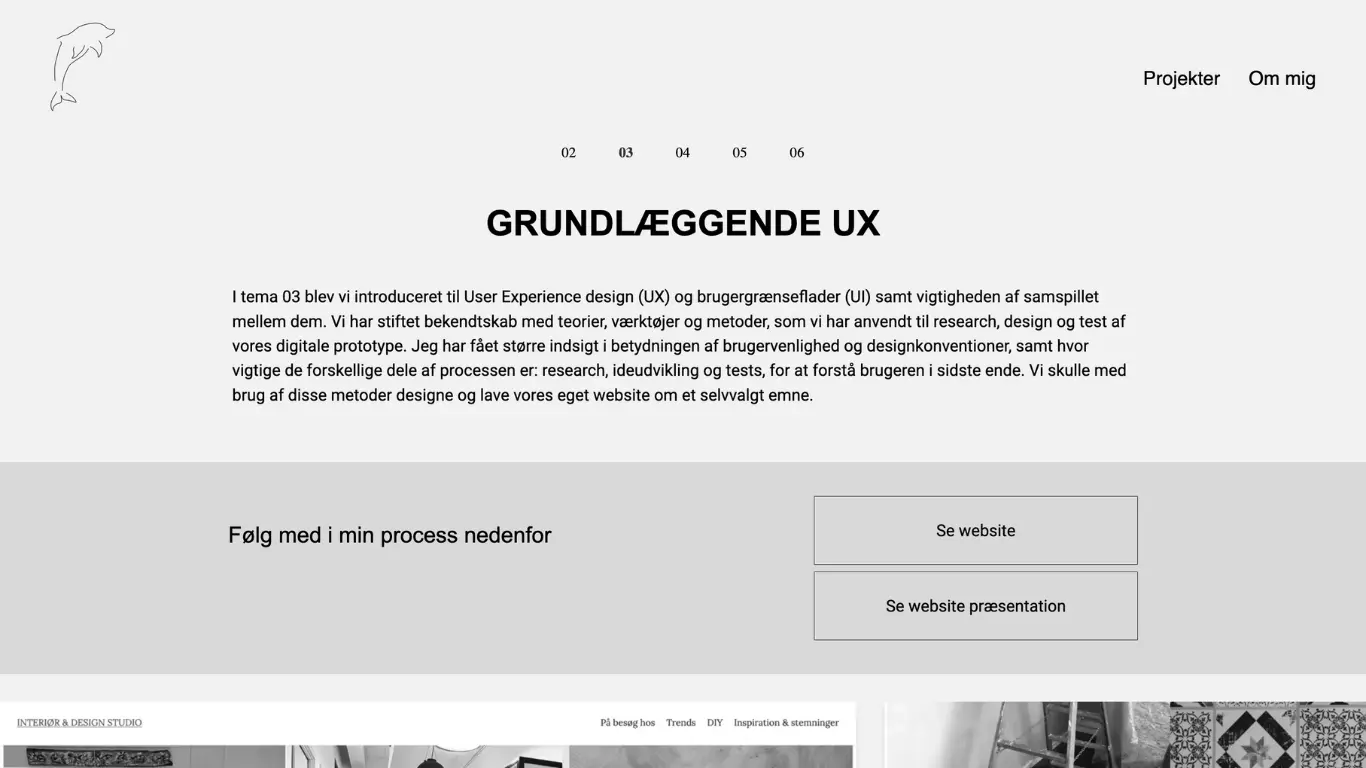 Projekter Om mig
02 03 04 05 06
GRUNDLÆGGENDE UX
I tema 03 blev vi introduceret til User Experience design (UX) og brugergrænseflader (UI) samt vigtigheden af samspillet
mellem dem. Vi har stiftet bekendtskab med teorier, værktøjer og metoder, som vi har anvendt til research, design og test af
vores digitale prototype. Jeg har fået større indsigt i betydningen af brugervenlighed og designkonventioner, samt hvor
vigtige de forskellige dele af processen er: research, ideudvikling og tests, for at forstå brugeren i sidste ende. Vi skulle med
brug af disse metoder designe og lave vores eget website om et selvvalgt emne.
Følg med i min process nedenfor
Se website
Se website præsentation
INTERIØR & DESIGN STUDIO På besøg hos Trends DIY Inspiration & stemninger